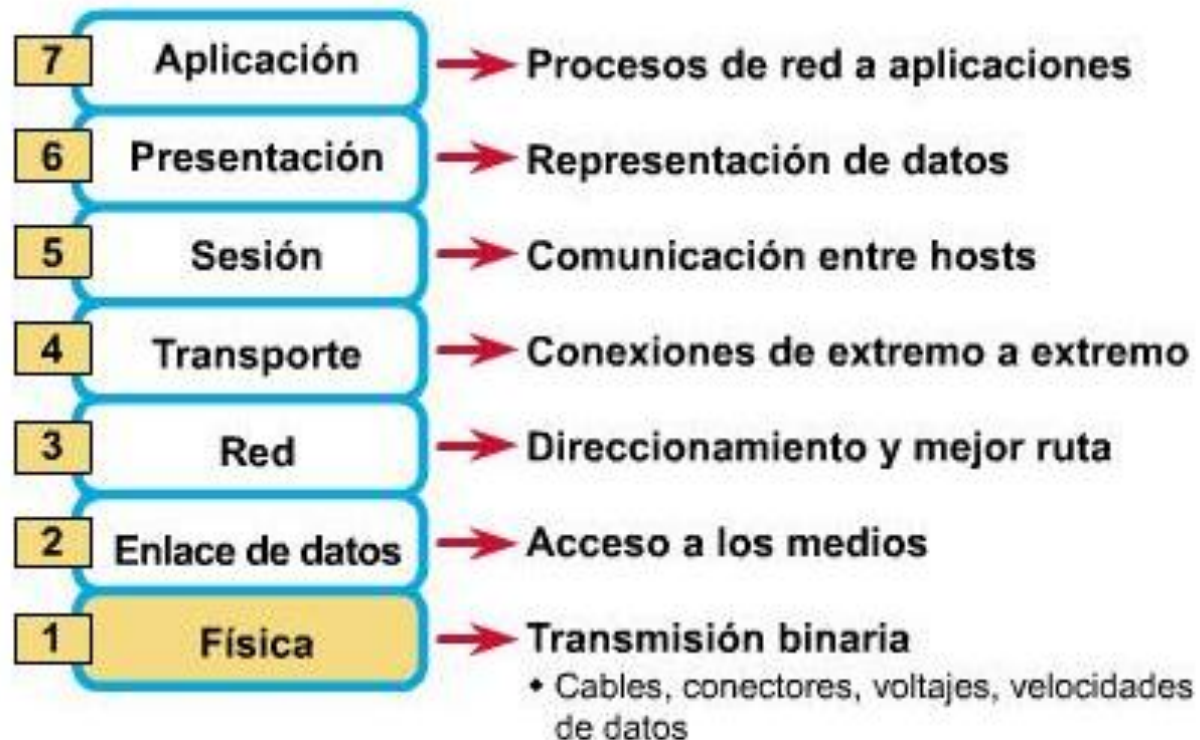 7 Aplicación Procesos de red a aplicaciones
6 Presentación Representación de datos
5 Sesión Comunicación entre hosts
4 Transporte Conexiones de extremo a extremo
3 Red Direccionamiento y mejor ruta
2 Enlace de datos Acceso a los medios
1 Física Transmisión binaria
• Cables, conectores, voltajes, velocidades
de datos